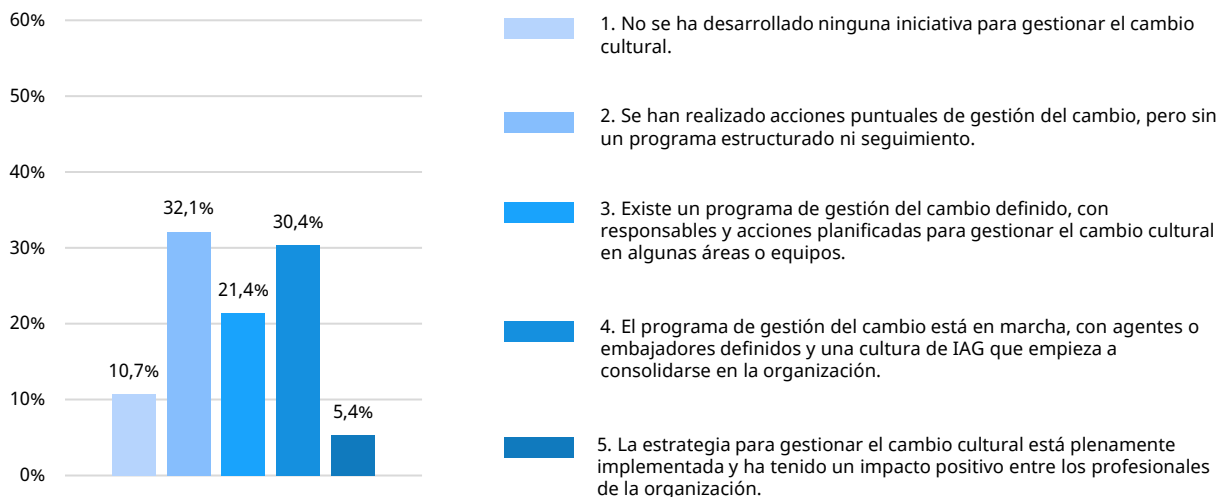 60%
50%
40%
30%
20%
10%
0%
10,7%
32,1%
21,4%
30,4%
5,4%
1. No se ha desarrollado ninguna iniciativa para gestionar el cambio
cultural.
2. Se han realizado acciones puntuales de gestión del cambio, pero sin
un programa estructurado ni seguimiento.
3. Existe un programa de gestión del cambio definido, con
responsables y acciones planificadas para gestionar el cambio cultural
en algunas áreas o equipos.
4. El programa de gestión del cambio está en marcha, con agentes o
embajadores definidos y una cultura de IAG que empieza a
consolidarse en la organización.
5. La estrategia para gestionar el cambio cultural está plenamente
implementada y ha tenido un impacto positivo entre los profesionales
de la organización.